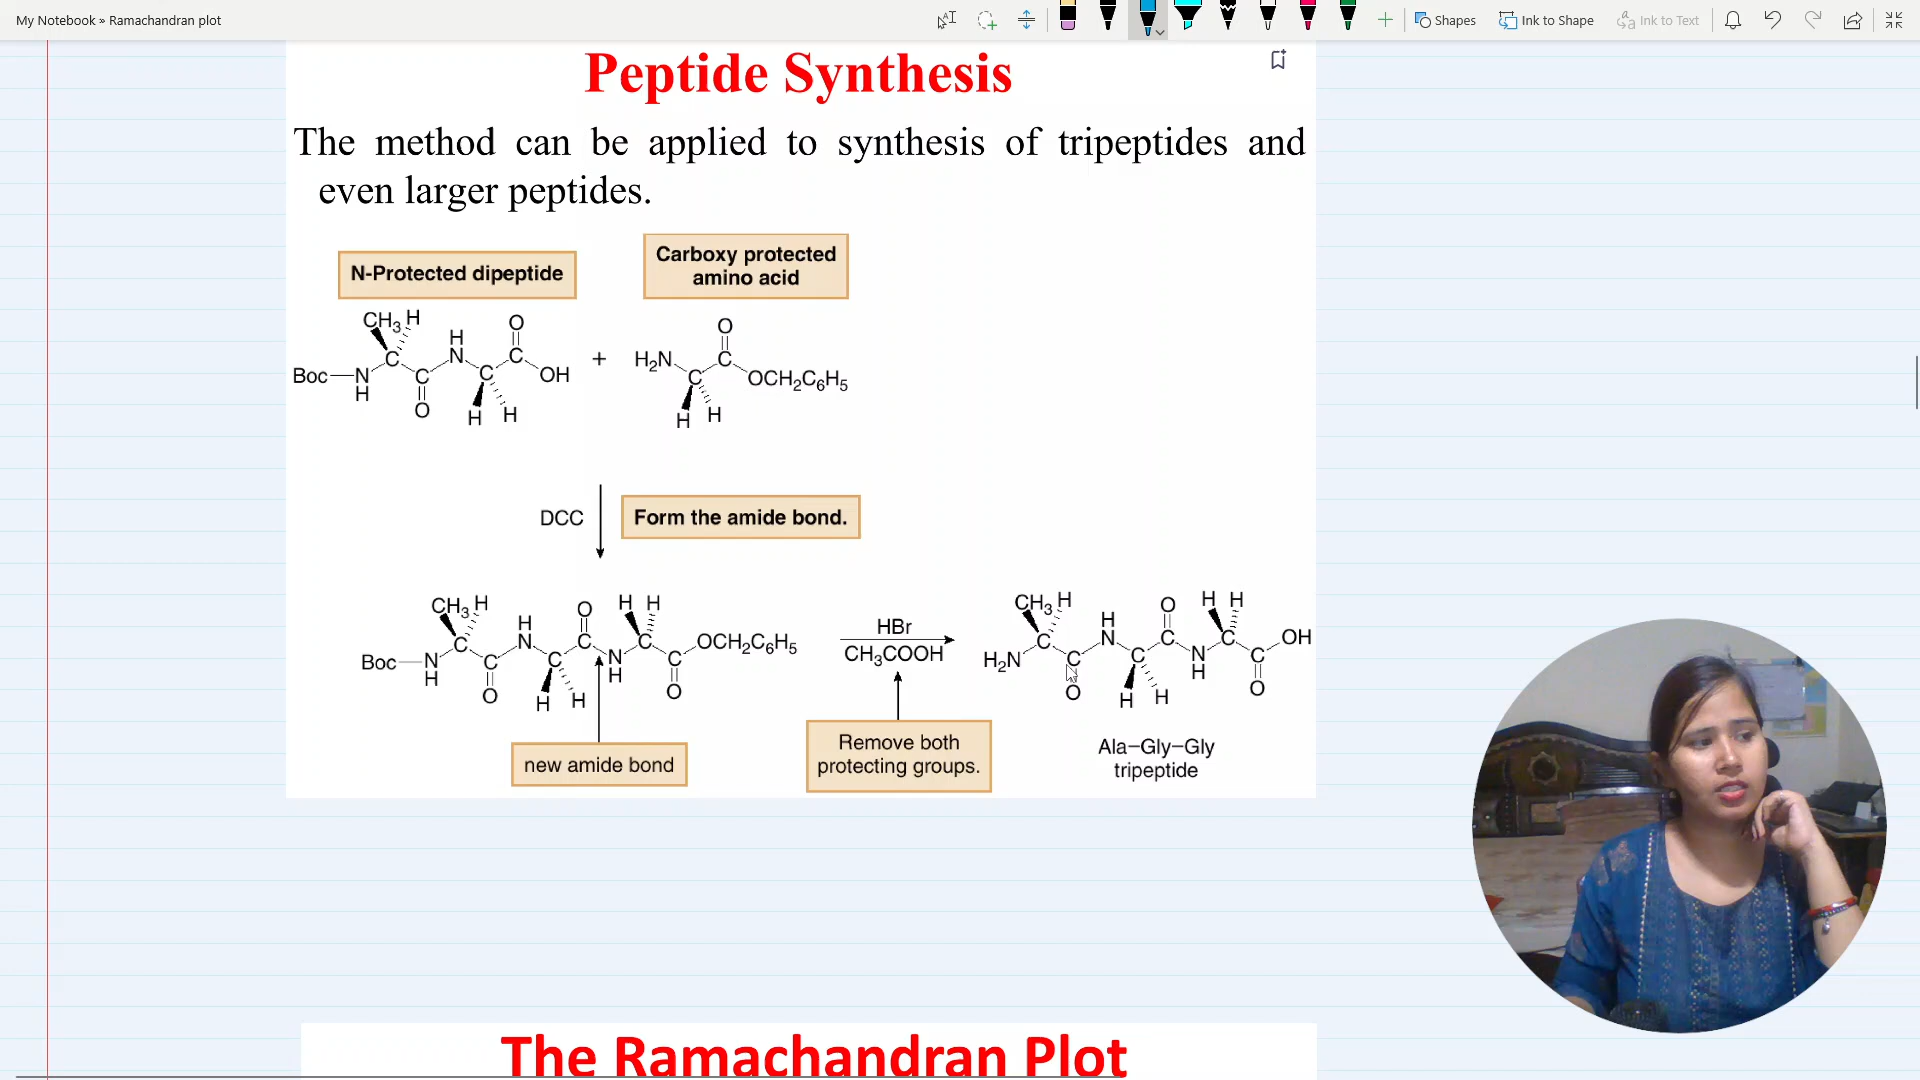 My Notebook » Ramachandran plot
Shapes
Ink to Shape
Ink to Text
Peptide Synthesis
The method can be applied to synthesis of tripeptides and
even larger peptides.
N-Protected dipeptide
Carboxy protected
amino acid
CH3 H
H
O
O
Boc—N
H
C
C
O
N
C
H H
C
OH
+
H2N
C
C
OCH2C6H5
H H
DCC
Form the amide bond.
CH3 H
H
O
H H
Boc—N
H
C
C
O
N
C
H H
C
N
H
C
C
O
OCH2C6H5
new amide bond
HBr
CH3COOH
Remove both
protecting groups.
CH3 H
H
O
H H
H2N
C
C
O
N
C
H H
C
N
H
C
C
O
OH
Ala–Gly–Gly
tripeptide
The Ramachandran Plot